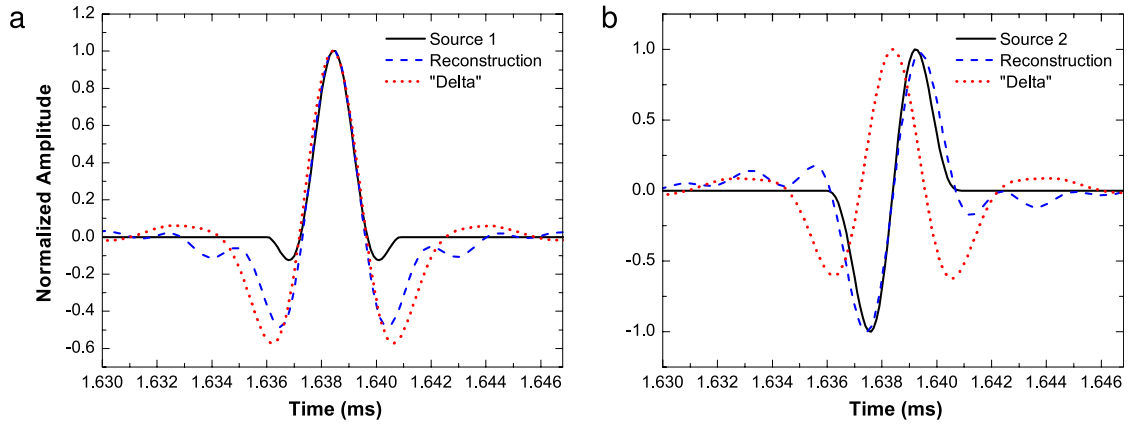 a
Source 1
Reconstruction
"Delta"
1.2
1.0
0.8
0.6
0.4
0.2
0.0
-0.2
-0.4
-0.6
Normalized Amplitude
1.630 1.632 1.634 1.636 1.638 1.640 1.642 1.644 1.646
Time (ms)
b
Source 2
Reconstruction
"Delta"
1.0
0.5
0.0
-0.5
-1.0
1.630 1.632 1.634 1.636 1.638 1.640 1.642 1.644 1.646
Time (ms)